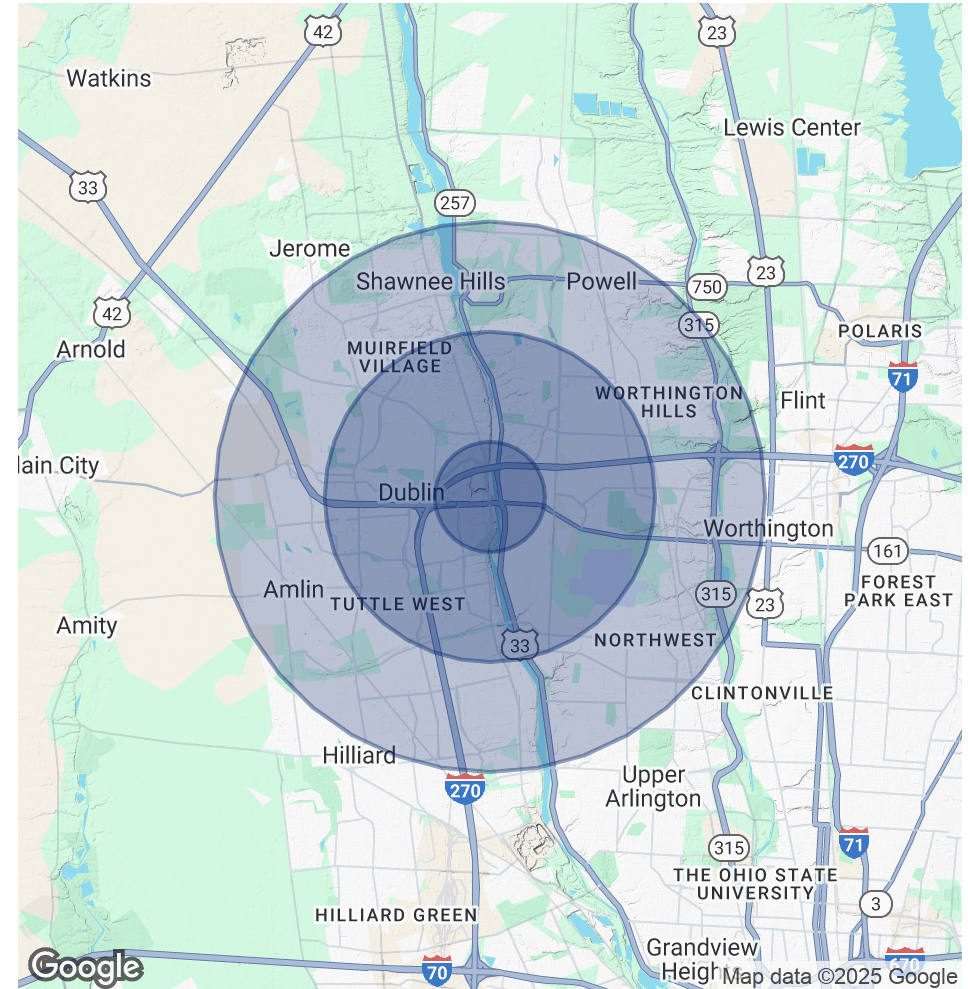 42
23
Watkins
Lewis Center
33
257
Jerome
Shawnee Hills
Powell
23
750
42
315
POLARIS
Arnold
MUIRFIELD
VILLAGE
71
WORTHINGTON
HILLS
Flint
lain City
270
Dublin
Worthington
161
Amlin
TUTTLE WEST
315
23
FOREST
PARK EAST
Amity
33
NORTHWEST
CLINTONVILLE
Hilliard
270
Upper
Arlington
315
71
THE OHIO STATE
UNIVERSITY
3
HILLIARD GREEN
Grandview
Heights
670
Google
70
Map data ©2025 Google